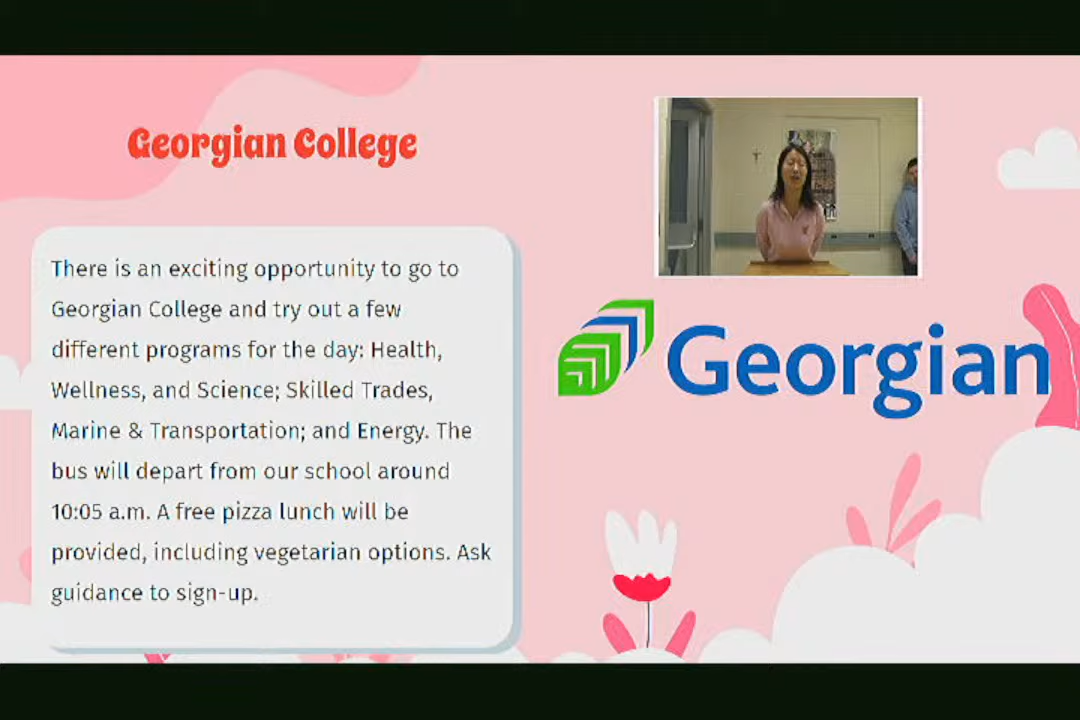 Georgian College
There is an exciting opportunity to go to
Georgian College and try out a few
different programs for the day: Health,
Wellness, and Science; Skilled Trades,
Marine & Transportation; and Energy. The
bus will depart from our school around
10:05 a.m. A free pizza lunch will be
provided, including vegetarian options. Ask
guidance to sign-up.
Georgian